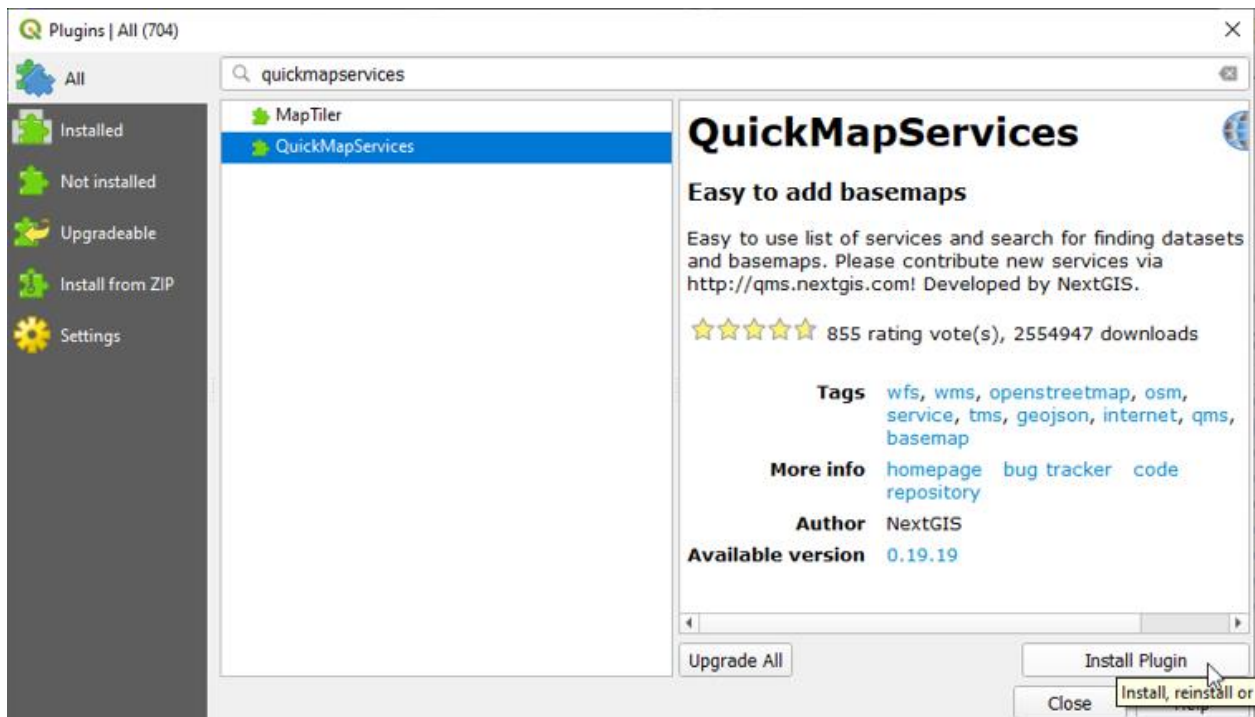 Plugins | All (704)
All
Installed
Not installed
Upgradeable
Install from ZIP
Settings
quickmapservices
MapTiler
QuickMapServices
QuickMapServices
Easy to add basemaps
Easy to use list of services and search for finding datasets
and basemaps. Please contribute new services via
http://qms.nextgis.com! Developed by NextGIS.
855 rating vote(s), 2554947 downloads
Tags wfs, wms, openstreetmap, osm,
service, tms, geojson, internet, qms,
basemap
More info homepage bug tracker code
repository
Author NextGIS
Available version 0.19.19
Upgrade All
Install Plugin
Install, reinstall or
Close